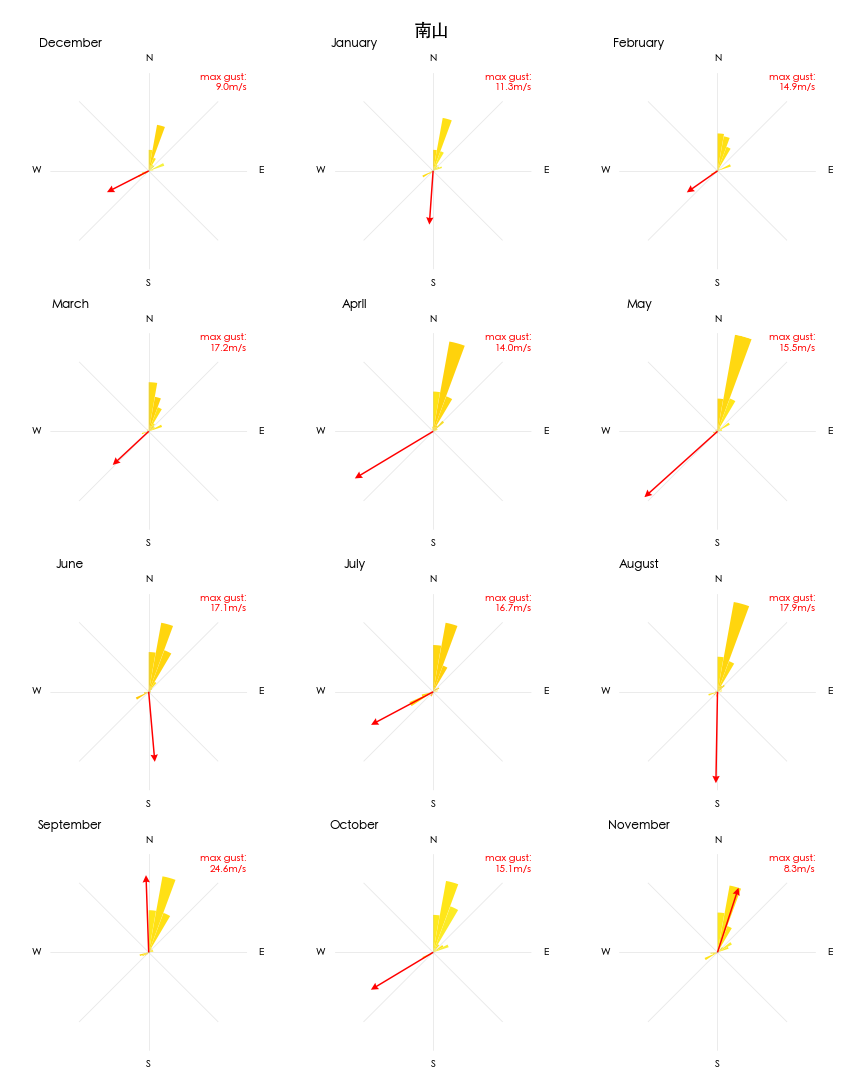 南山
December
N
max gust:
9.0m/s
W
E
S
January
N
max gust:
11.3m/s
W
E
S
February
N
max gust:
14.9m/s
W
E
S
March
N
max gust:
17.2m/s
W
E
S
April
N
max gust:
14.0m/s
W
E
S
May
N
max gust:
15.5m/s
W
E
S
June
N
max gust:
17.1m/s
W
E
S
July
N
max gust:
16.7m/s
W
E
S
August
N
max gust:
17.9m/s
W
E
S
September
N
max gust:
24.6m/s
W
E
S
October
N
max gust:
15.1m/s
W
E
S
November
N
max gust:
8.3m/s
W
E
S